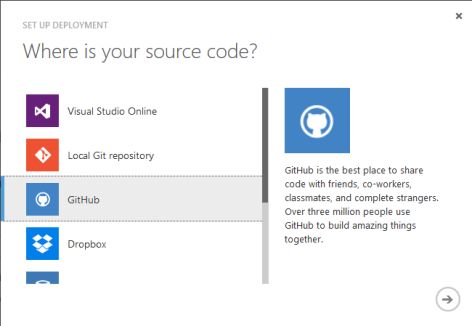 SET UP DEPLOYMENT
Where is your source code?
Visual Studio Online
Local Git repository
GitHub
Dropbox
GitHub is the best place to share
code with friends, co-workers,
classmates, and complete strangers.
Over three million people use
GitHub to build amazing things
together.